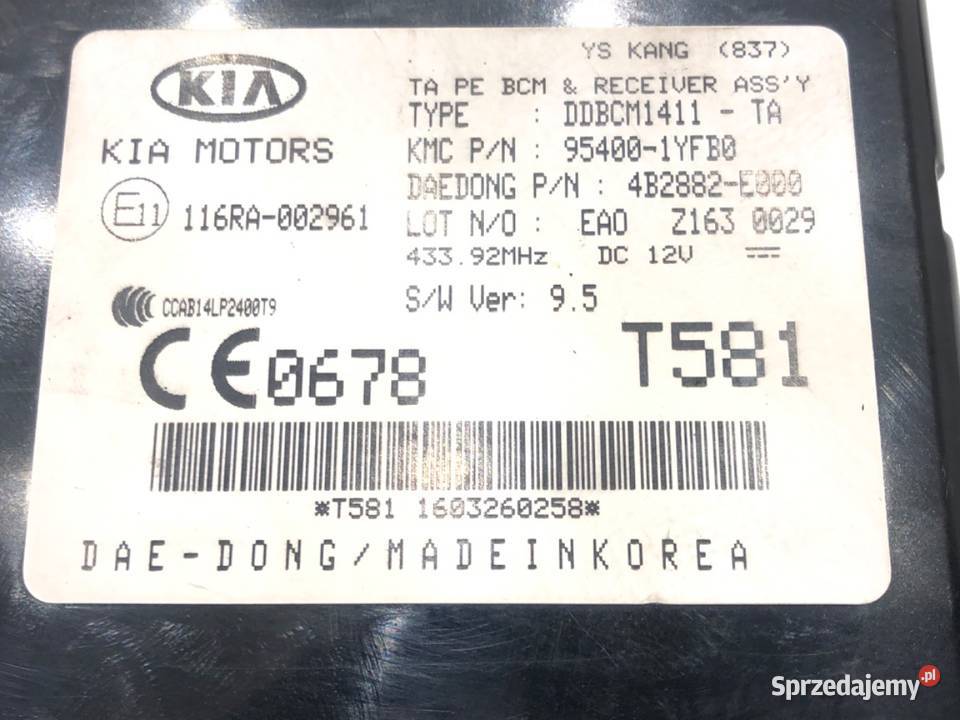 YS KANG (837)
KIA
TA PE BCM & RECEIVER ASS'Y
TYPE : DDBCM1411 - TA
KIA MOTORS
KMC P/N : 95400-1YFB0
DAEDONG P/N : 4B2882-E000
E11 116RA-002961
LOT N/O : EAO Z163 0029
433.92MHz DC 12V
CCAB14LP2400T9
S/W Ver: 9.5
CE0678
T581
*T581 1603260258*
DAE-DONG/MADEINKOREA
Sprzedajemy.pl